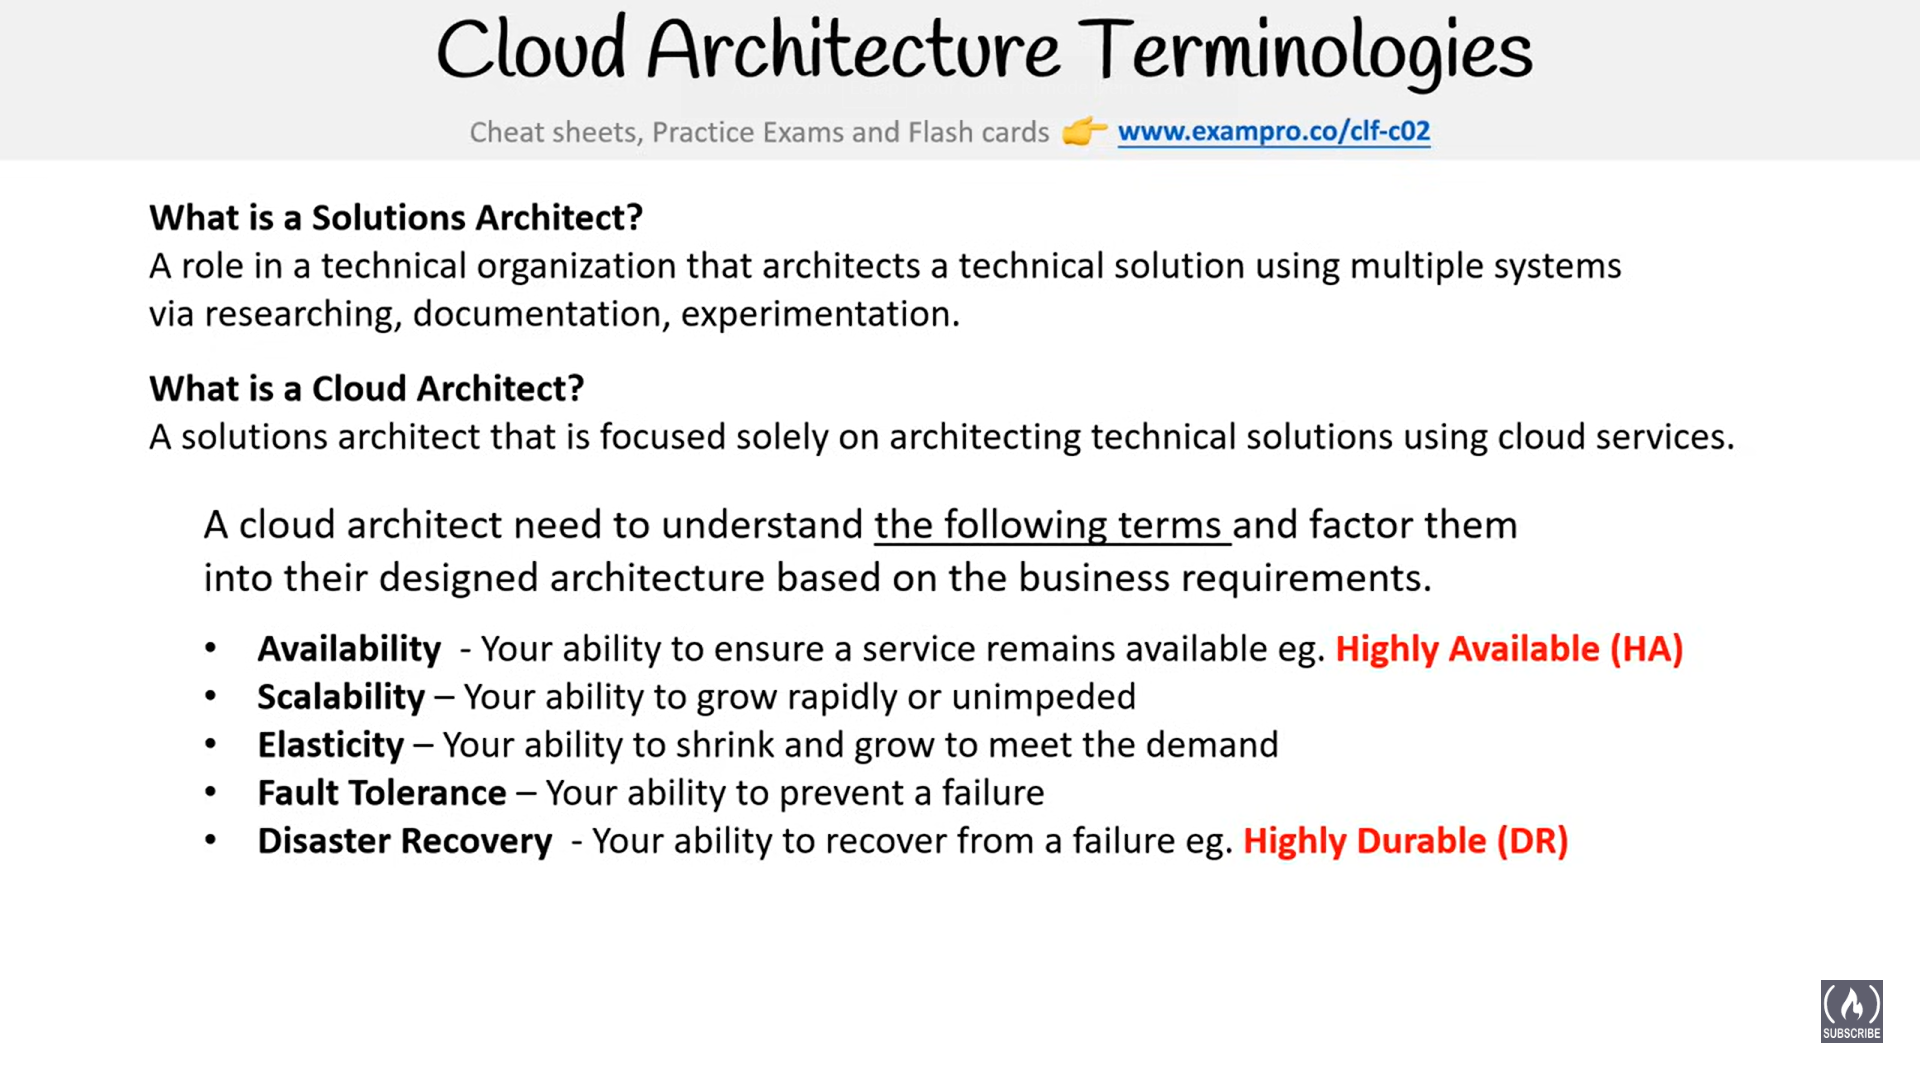 Cloud Architecture Terminologies
Cheat sheets, Practice Exams and Flash cards 👉 www.exampro.co/clf-c02
What is a Solutions Architect?
A role in a technical organization that architects a technical solution using multiple systems
via researching, documentation, experimentation.
What is a Cloud Architect?
A solutions architect that is focused solely on architecting technical solutions using cloud services.
A cloud architect need to understand the following terms and factor them
into their designed architecture based on the business requirements.
• Availability - Your ability to ensure a service remains available eg. Highly Available (HA)
• Scalability – Your ability to grow rapidly or unimpeded
• Elasticity – Your ability to shrink and grow to meet the demand
• Fault Tolerance – Your ability to prevent a failure
• Disaster Recovery - Your ability to recover from a failure eg. Highly Durable (DR)
SUBSCRIBE